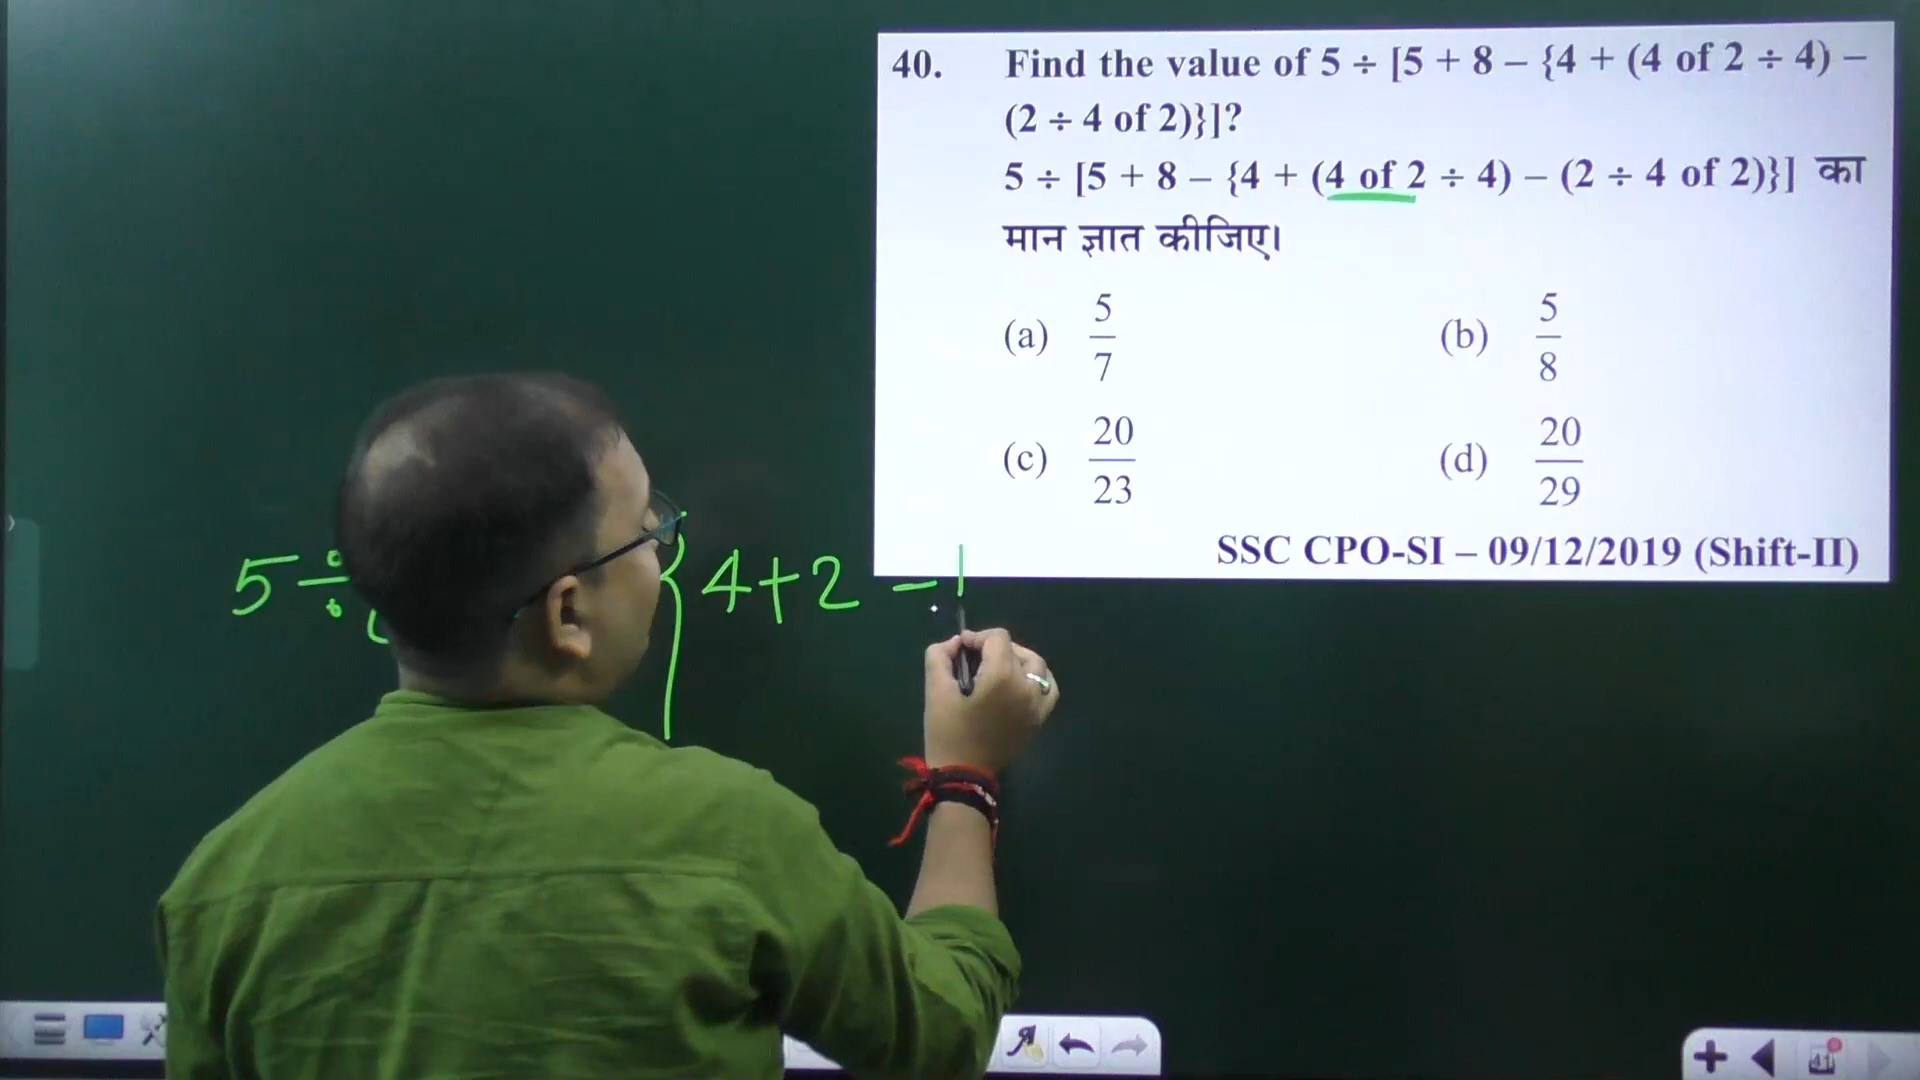 40. Find the value of 5 ÷ [5 + 8 – {4 + (4 of 2 ÷ 4) –
(2 ÷ 4 of 2)}]?
5 ÷ [5 + 8 – {4 + (4 of 2 ÷ 4) – (2 ÷ 4 of 2)}] का
मान ज्ञात कीजिए।
(a) 5/7 (b) 5/8
(c) 20/23 (d) 20/29
SSC CPO-SI – 09/12/2019 (Shift-II)
5 ÷ { 4 + 2 – 1
41